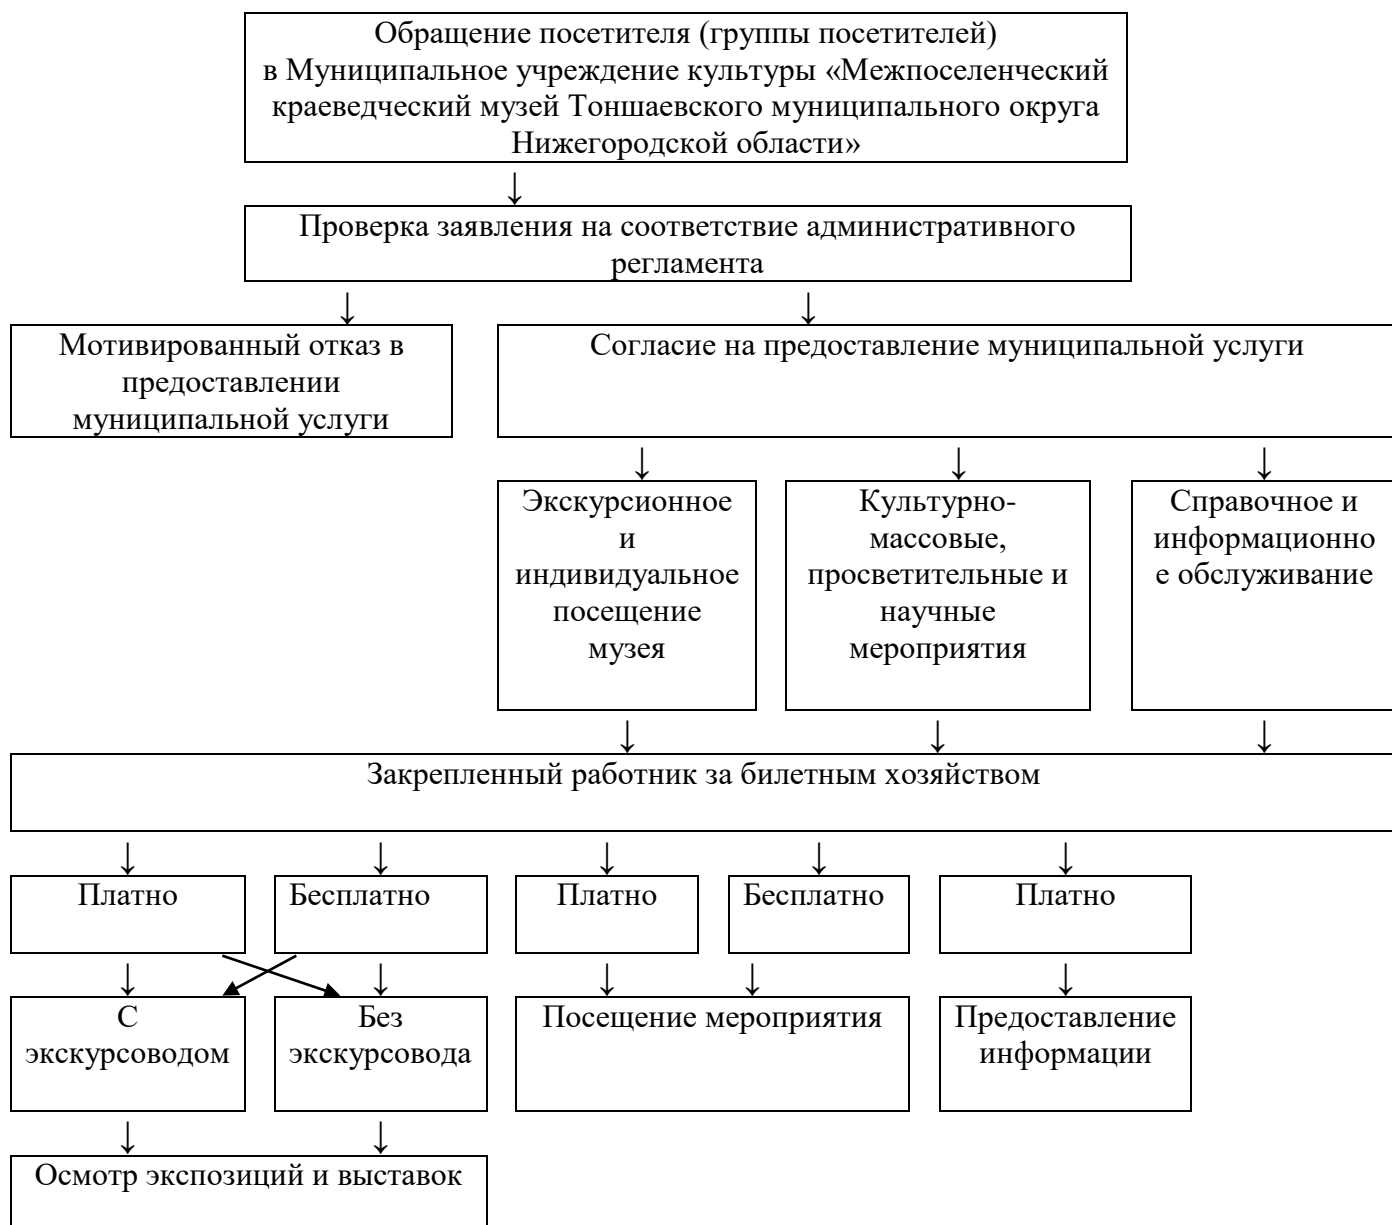 Обращение посетителя (группы посетителей)
в Муниципальное учреждение культуры «Межпоселенческий
краеведческий музей Тоншаевского муниципального округа
Нижегородской области»
Проверка заявления на соответствие административного
регламента
Мотивированный отказ в
предоставлении
муниципальной услуги
Согласие на предоставление муниципальной услуги
Экскурсионное
и
индивидуальное
посещение
музея
Культурно-
массовые,
просветительные и
научные
мероприятия
Справочное и
информационно
е обслуживание
Закрепленный работник за билетным хозяйством
Платно
Бесплатно
Платно
Бесплатно
Платно
С
экскурсоводом
Без
экскурсовода
Посещение мероприятия
Предоставление
информации
Осмотр экспозиций и выставок